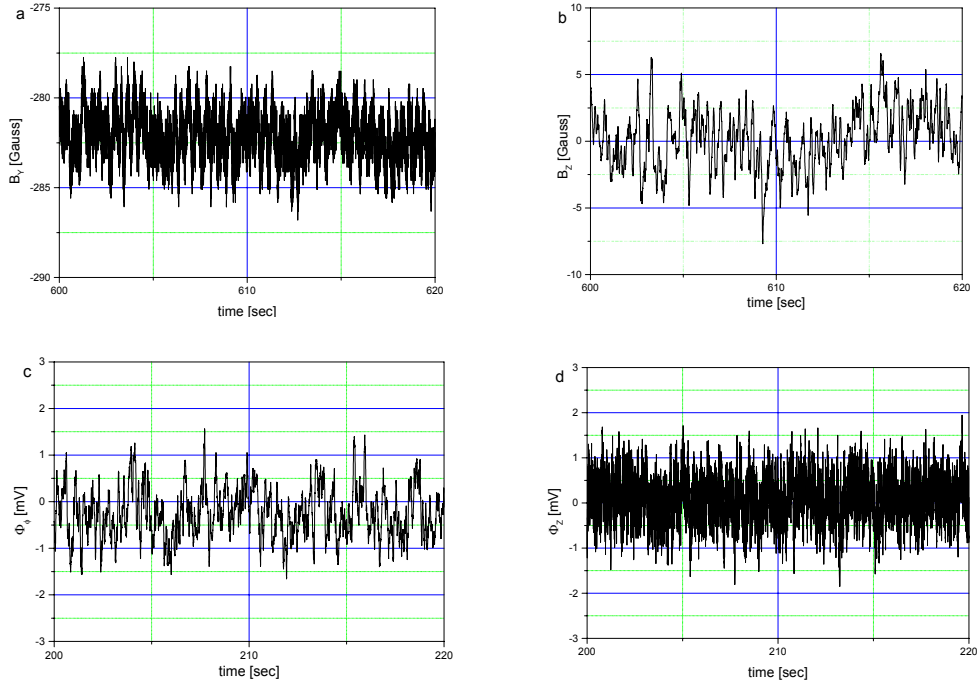 a
-275
-280
-285
-290
B_Y [Gauss]
600 610 620
time [sec]
b
10
5
0
-5
-10
B_Z [Gauss]
600 610 620
time [sec]
c
3
2
1
0
-1
-2
-3
Φ_ϕ [mV]
200 210 220
time [sec]
d
3
2
1
0
-1
-2
-3
Φ_Z [mV]
200 210 220
time [sec]